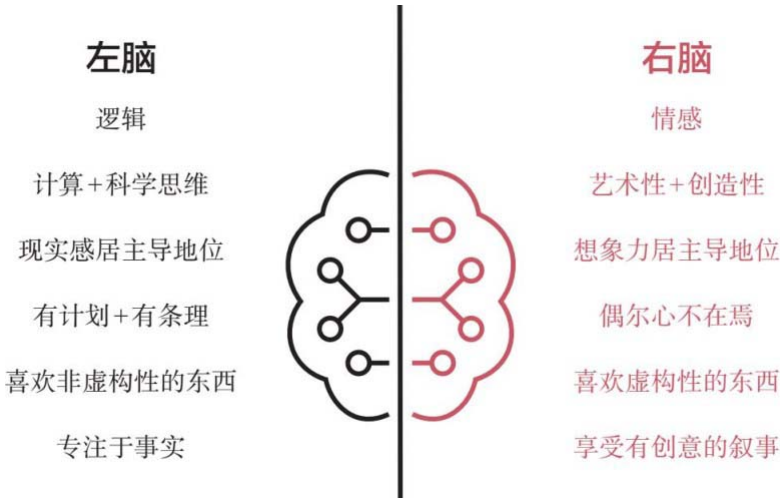 左脑
逻辑
计算+科学思维
现实感居主导地位
有计划+有条理
喜欢非虚构性的东西
专注于事实
右脑
情感
艺术性+创造性
想象力居主导地位
偶尔心不在焉
喜欢虚构性的东西
享受有创意的叙事